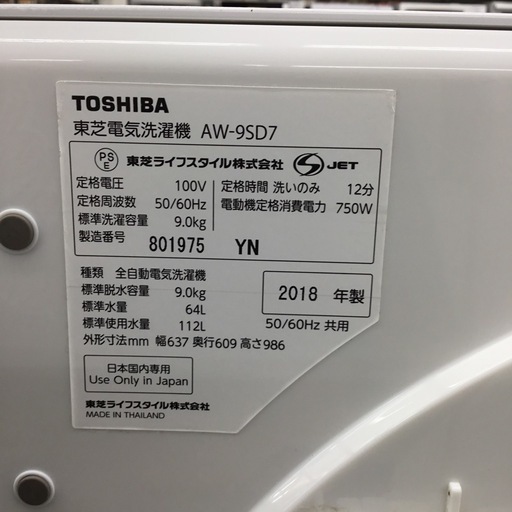 TOSHIBA
東芝電気洗濯機 AW-9SD7
PS E 東芝ライフスタイル株式会社 S JET
定格電圧 100V 定格時間 洗いのみ 12分
定格周波数 50/60Hz 電動機定格消費電力 750W
標準洗濯容量 9.0kg
製造番号 801975 YN
種類 全自動電気洗濯機
標準脱水容量 9.0kg 2018 年製
標準水量 64L
標準使用水量 112L 50/60Hz 共用
外形寸法mm 幅637 奥行609 高さ986
日本国内専用
Use Only in Japan
東芝ライフスタイル株式会社
MADE IN THAILAND